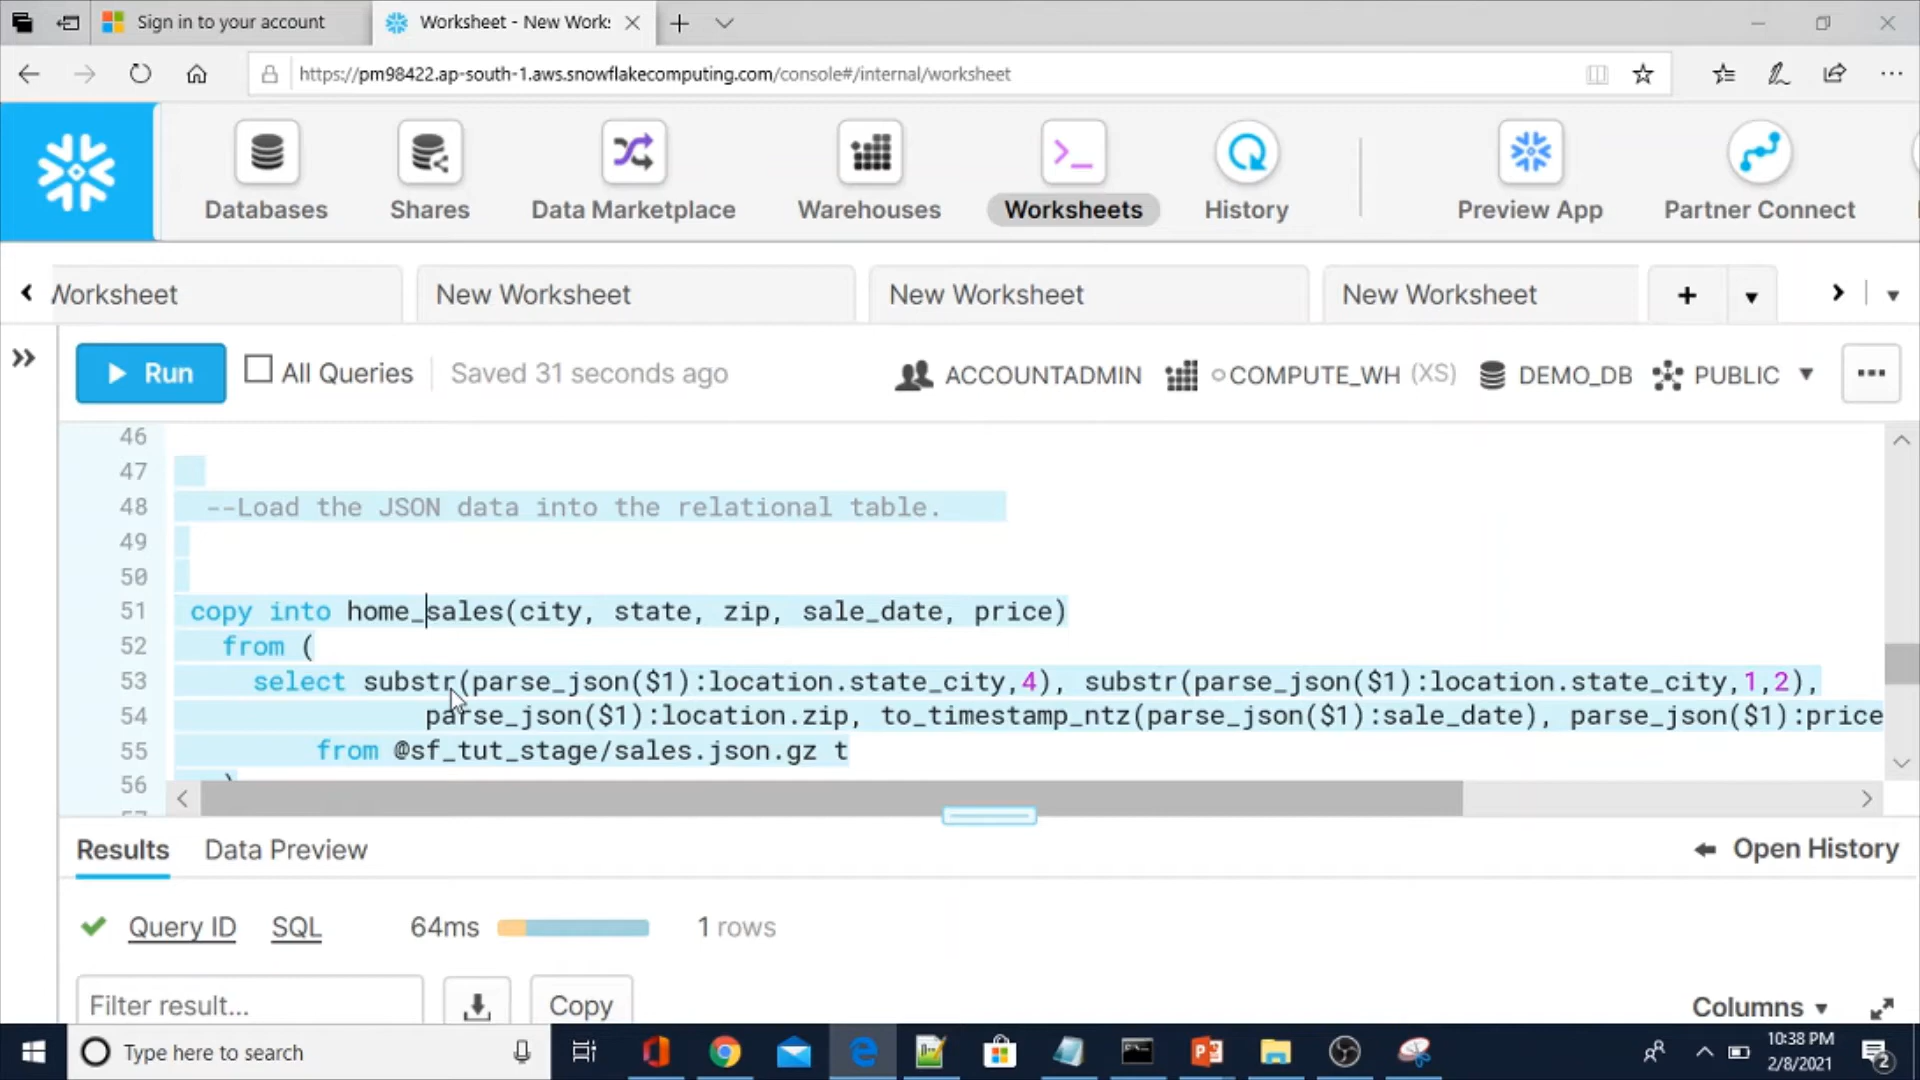 Sign in to your account
Worksheet - New Work:
https://pm98422.ap-south-1.aws.snowflakecomputing.com/console#/internal/worksheet
Databases
Shares
Data Marketplace
Warehouses
Worksheets
History
Preview App
Partner Connect
Worksheet
New Worksheet
New Worksheet
New Worksheet
+
Run
All Queries
Saved 31 seconds ago
ACCOUNTADMIN
COMPUTE_WH (XS)
DEMO_DB
PUBLIC
46
47
48 --Load the JSON data into the relational table.
49
50
51 copy into home_sales(city, state, zip, sale_date, price)
52 from (
53 select substr(parse_json($1):location.state_city,4), substr(parse_json($1):location.state_city,1,2),
54 parse_json($1):location.zip, to_timestamp_ntz(parse_json($1):sale_date), parse_json($1):price
55 from @sf_tut_stage/sales.json.gz t
56 )
Results
Data Preview
Open History
Query ID
SQL
64ms
1 rows
Filter result...
Copy
Columns
Type here to search
10:38 PM
2/8/2021
2